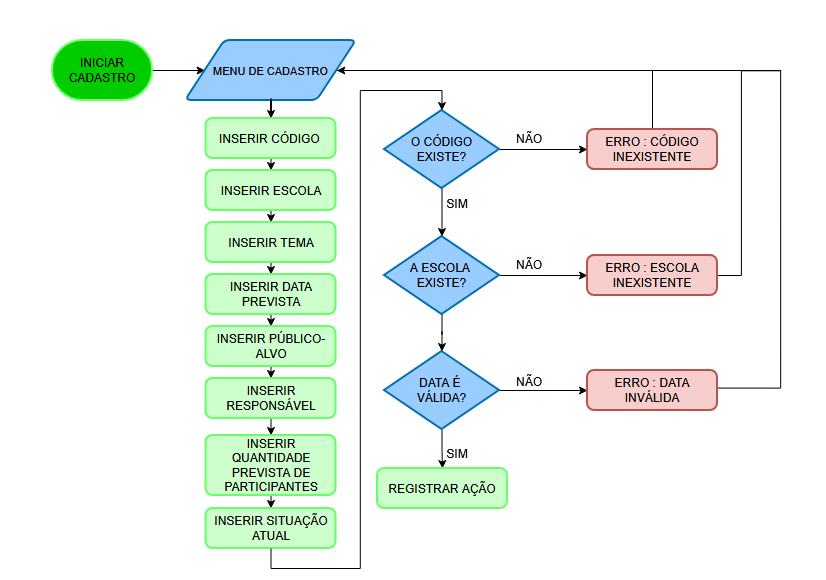 INICIAR
CADASTRO
MENU DE CADASTRO
INSERIR CÓDIGO
INSERIR ESCOLA
INSERIR TEMA
INSERIR DATA
PREVISTA
INSERIR PÚBLICO-
ALVO
INSERIR
RESPONSÁVEL
INSERIR
QUANTIDADE
PREVISTA DE
PARTICIPANTES
INSERIR SITUAÇÃO
ATUAL
O CÓDIGO
EXISTE?
NÃO
ERRO : CÓDIGO
INEXISTENTE
SIM
A ESCOLA
EXISTE?
NÃO
ERRO : ESCOLA
INEXISTENTE
DATA É
VÁLIDA?
NÃO
ERRO : DATA
INVÁLIDA
SIM
REGISTRAR AÇÃO